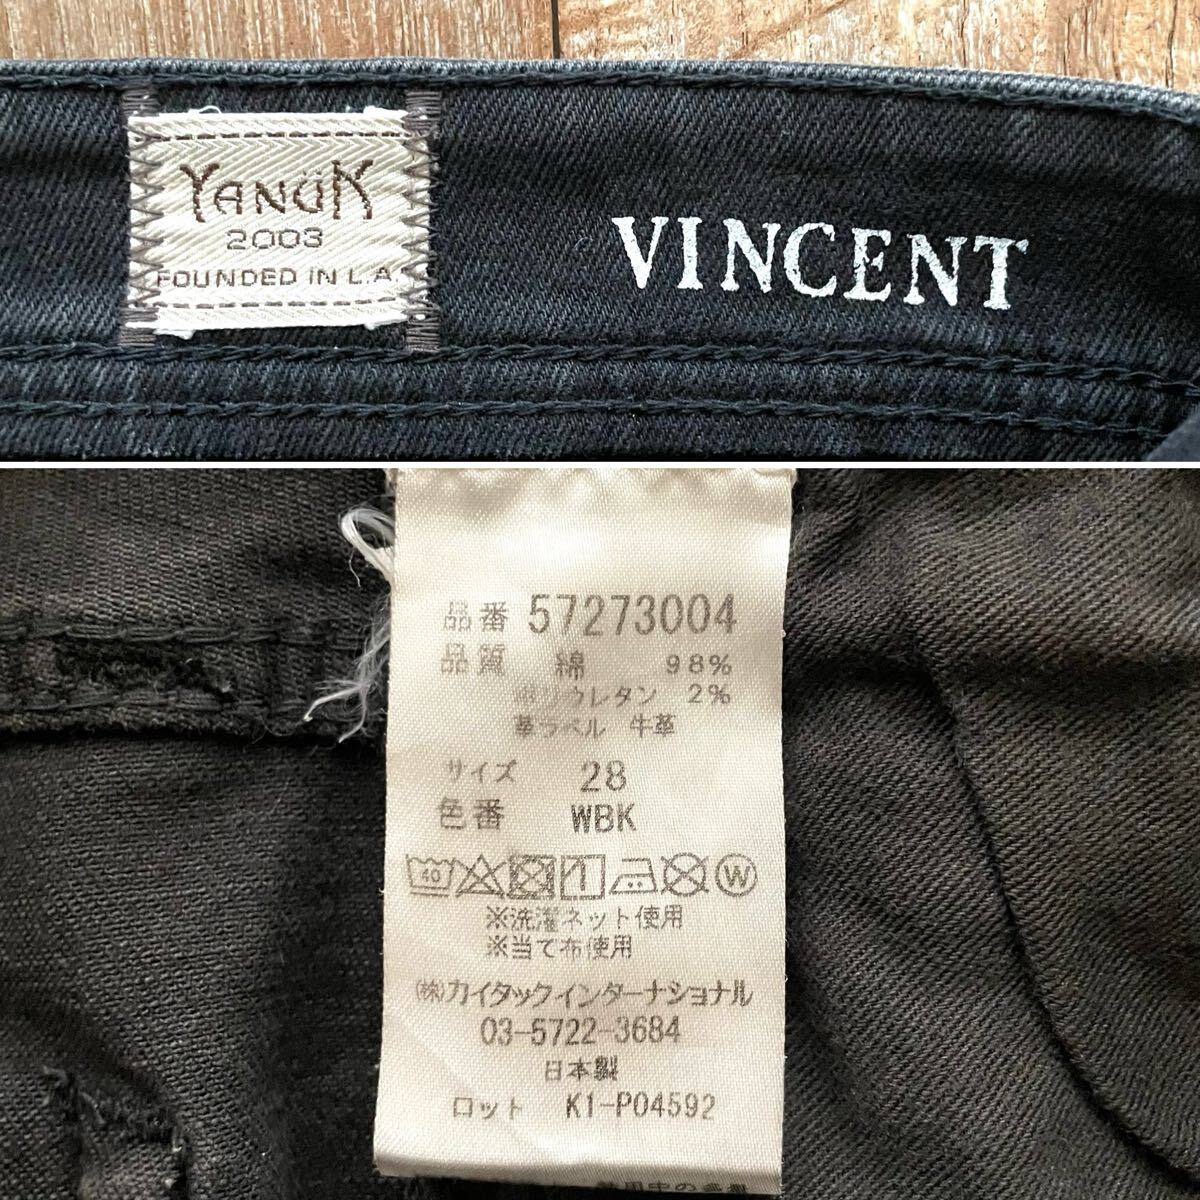 YANÜK
2003
FOUNDED IN L.A.
VINCENT
品番 57273004
品質 綿 98%
ポリウレタン 2%
革ラベル 牛革
サイズ 28
色番 WBK
40 W
※洗濯ネット使用
※当て布使用
㈱カイタックインターナショナル
03-5722-3684
日本製
ロット K1-P04592